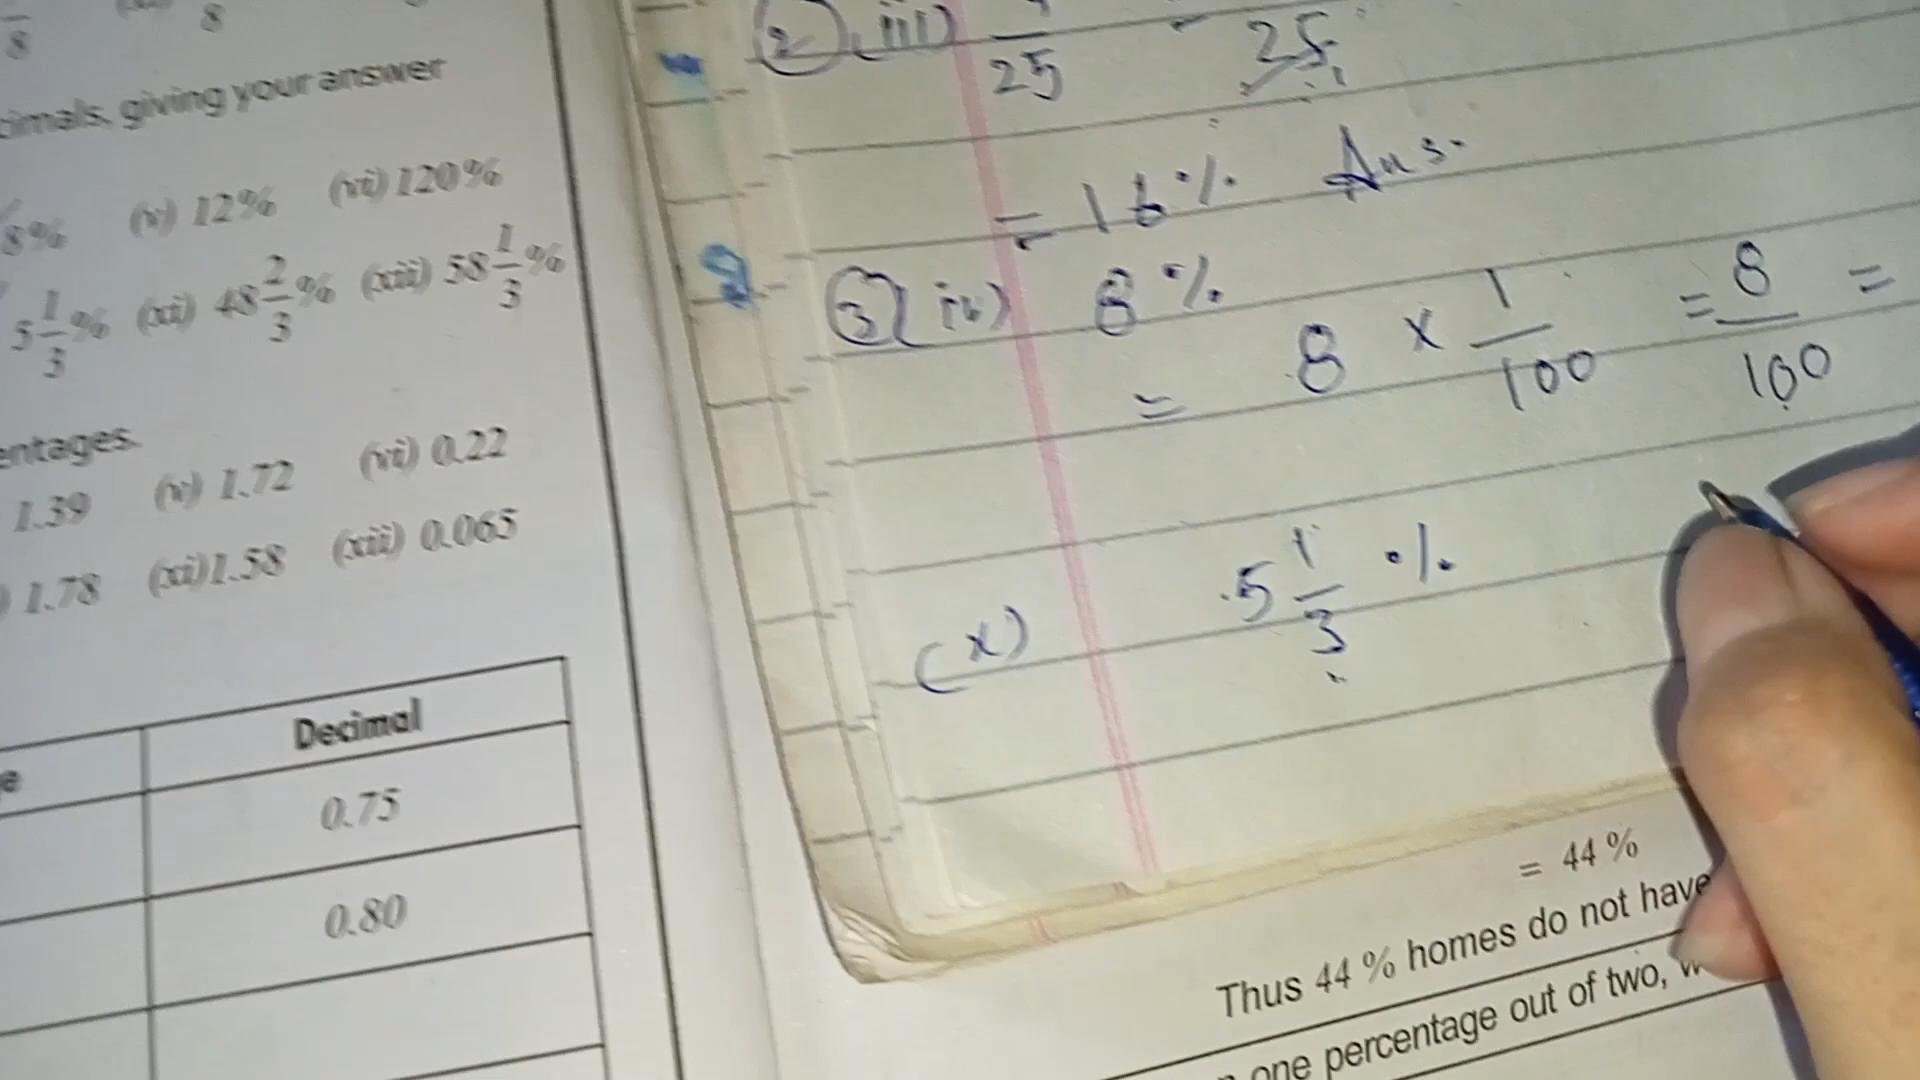 8
8
cimals, giving your answer
8% (v) 12% (vi) 120%
5 1/3 % (xi) 48 2/3 % (xii) 58 1/3 %
entages.
1.39 (v) 1.72 (vi) 0.22
) 1.78 (xi) 1.58 (xii) 0.065
e Decimal
0.75
0.80
2. iii) /25 - 25
= 16 % Ans.
3 (iv) 8 %
= 8 × 1/100 = 8/100 =
(x) 5 1/3 %
= 44 %
Thus 44 % homes do not have
one percentage out of two,